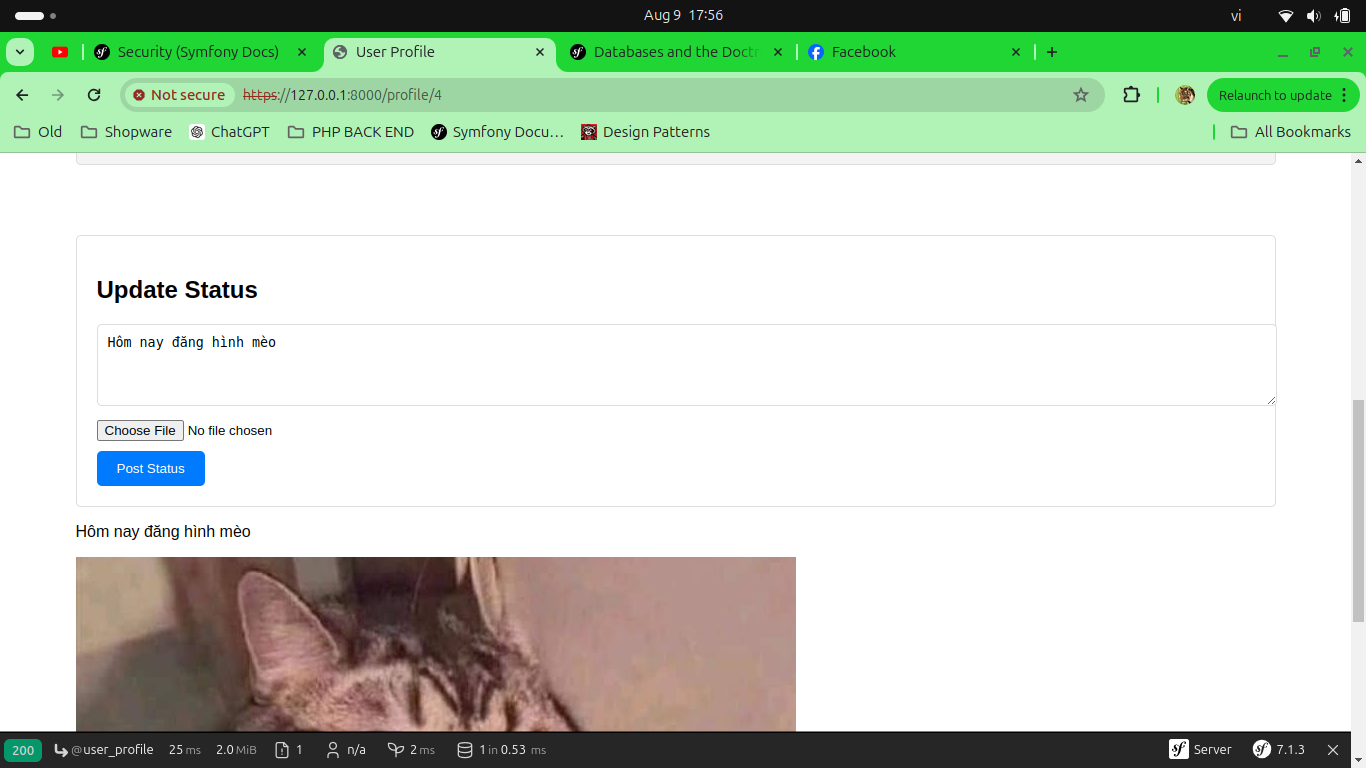 Aug 9 17:56
vi
Security (Symfony Docs)
User Profile
Databases and the Doctr
Facebook
Not secure
https://127.0.0.1:8000/profile/4
Relaunch to update
Old
Shopware
ChatGPT
PHP BACK END
Symfony Docu…
Design Patterns
All Bookmarks
Update Status
Hôm nay đăng hình mèo
Choose File No file chosen
Post Status
Hôm nay đăng hình mèo
200
@user_profile
25 ms
2.0 MiB
1
n/a
2 ms
1 in 0.53 ms
Server
7.1.3